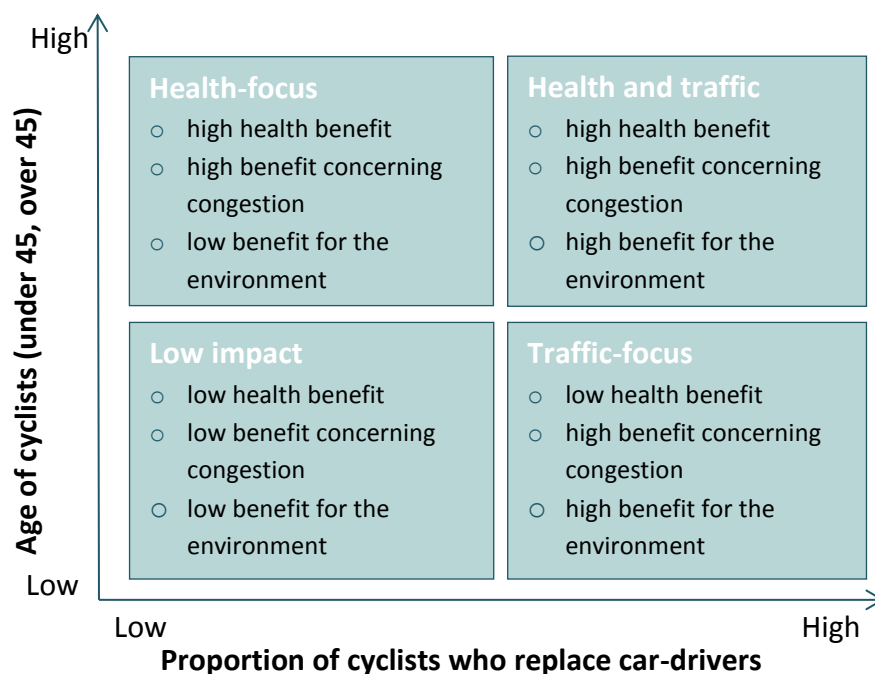 High
Age of cyclists (under 45, over 45)
Low
Health-focus
○ high health benefit
○ high benefit concerning
congestion
○ low benefit for the
environment
Health and traffic
○ high health benefit
○ high benefit concerning
congestion
○ high benefit for the
environment
Low impact
○ low health benefit
○ low benefit concerning
congestion
○ low benefit for the
environment
Traffic-focus
○ low health benefit
○ high benefit concerning
congestion
○ high benefit for the
environment
Low
High
Proportion of cyclists who replace car-drivers